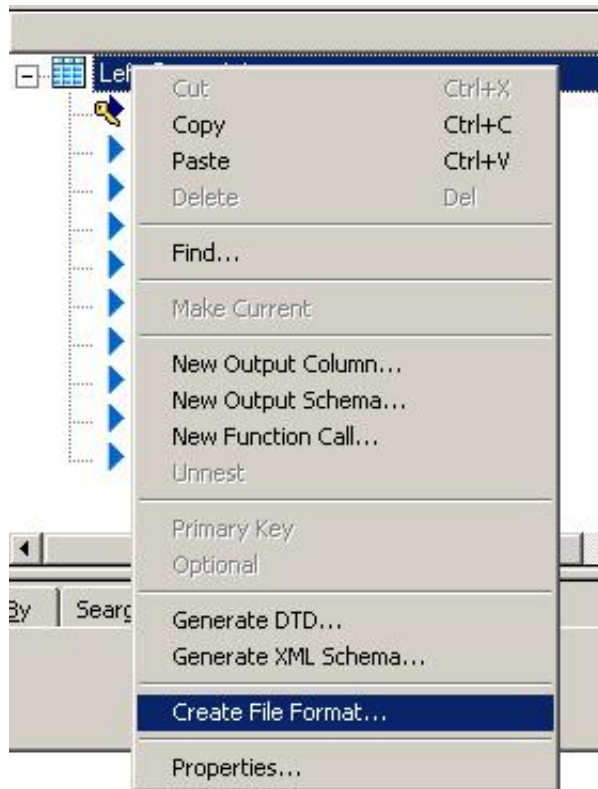 Cut Ctrl+X
Copy Ctrl+C
Paste Ctrl+V
Delete Del
Find...
Make Current
New Output Column...
New Output Schema...
New Function Call...
Unnest
Primary Key
Optional
By
Generate DTD...
Generate XML Schema...
Create File Format...
Properties...